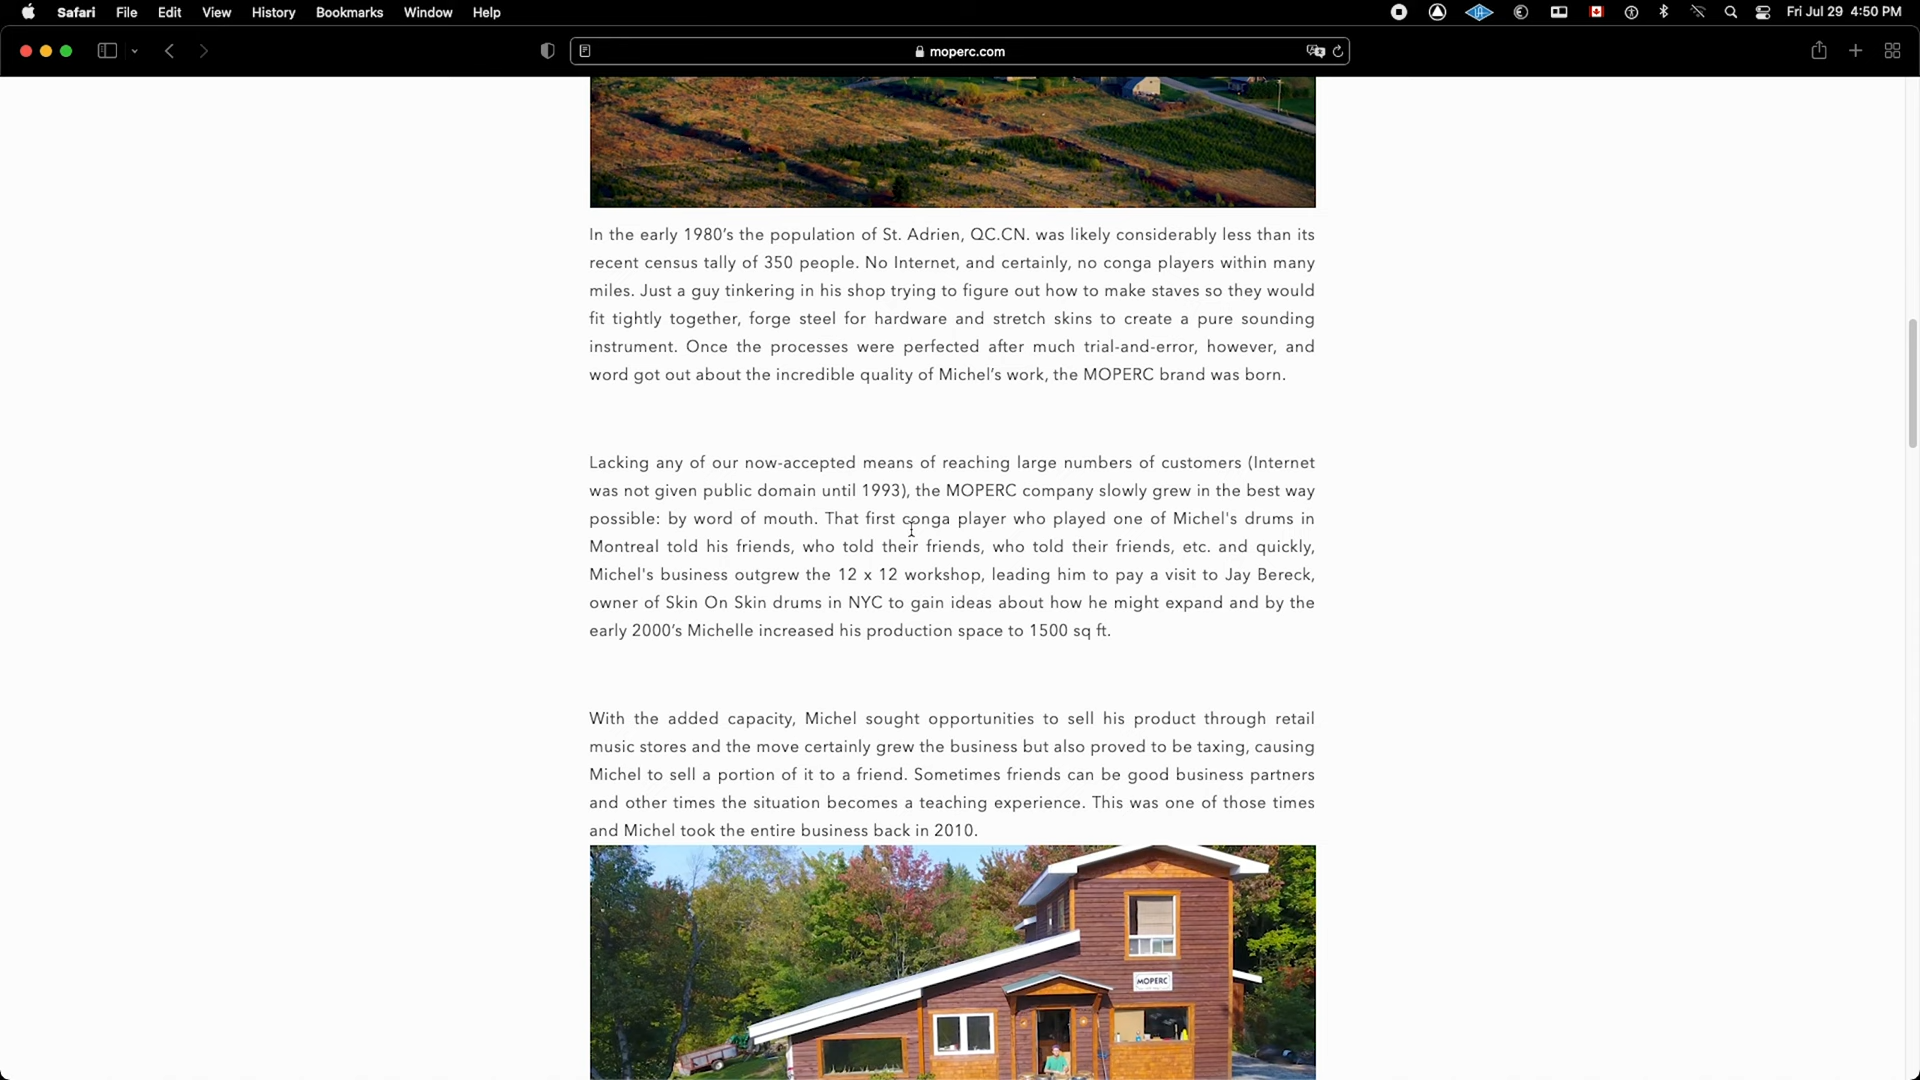 Safari File Edit View History Bookmarks Window Help Fri Jul 29 4:50 PM
moperc.com
In the early 1980's the population of St. Adrien, QC.CN. was likely considerably less than its
recent census tally of 350 people. No Internet, and certainly, no conga players within many
miles. Just a guy tinkering in his shop trying to figure out how to make staves so they would
fit tightly together, forge steel for hardware and stretch skins to create a pure sounding
instrument. Once the processes were perfected after much trial-and-error, however, and
word got out about the incredible quality of Michel's work, the MOPERC brand was born.
Lacking any of our now-accepted means of reaching large numbers of customers (Internet
was not given public domain until 1993), the MOPERC company slowly grew in the best way
possible: by word of mouth. That first conga player who played one of Michel's drums in
Montreal told his friends, who told their friends, who told their friends, etc. and quickly,
Michel's business outgrew the 12 x 12 workshop, leading him to pay a visit to Jay Bereck,
owner of Skin On Skin drums in NYC to gain ideas about how he might expand and by the
early 2000's Michelle increased his production space to 1500 sq ft.
With the added capacity, Michel sought opportunities to sell his product through retail
music stores and the move certainly grew the business but also proved to be taxing, causing
Michel to sell a portion of it to a friend. Sometimes friends can be good business partners
and other times the situation becomes a teaching experience. This was one of those times
and Michel took the entire business back in 2010.
MOPERC